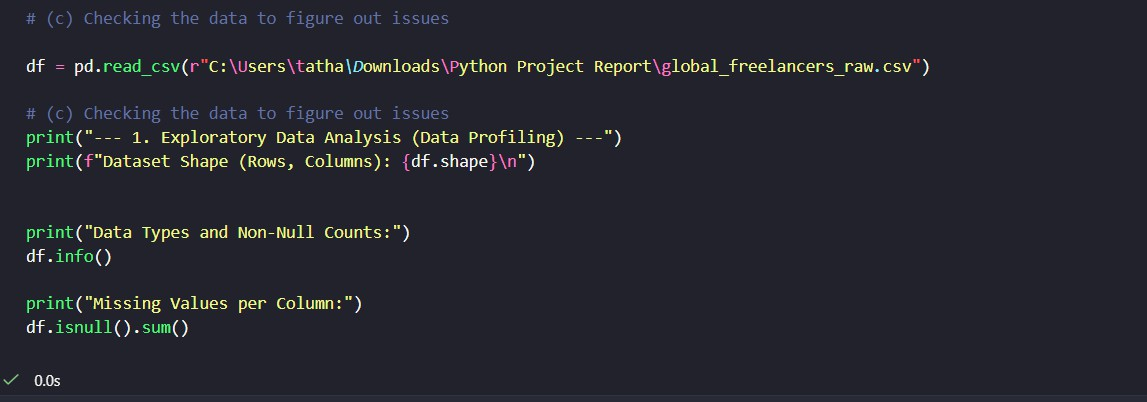 # (c) Checking the data to figure out issues
df = pd.read_csv(r"C:\Users\tatha\Downloads\Python Project Report\global_freelancers_raw.csv")
# (c) Checking the data to figure out issues
print("--- 1. Exploratory Data Analysis (Data Profiling) ---")
print(f"Dataset Shape (Rows, Columns): {df.shape}\n")
print("Data Types and Non-Null Counts:")
df.info()
print("Missing Values per Column:")
df.isnull().sum()
0.0s